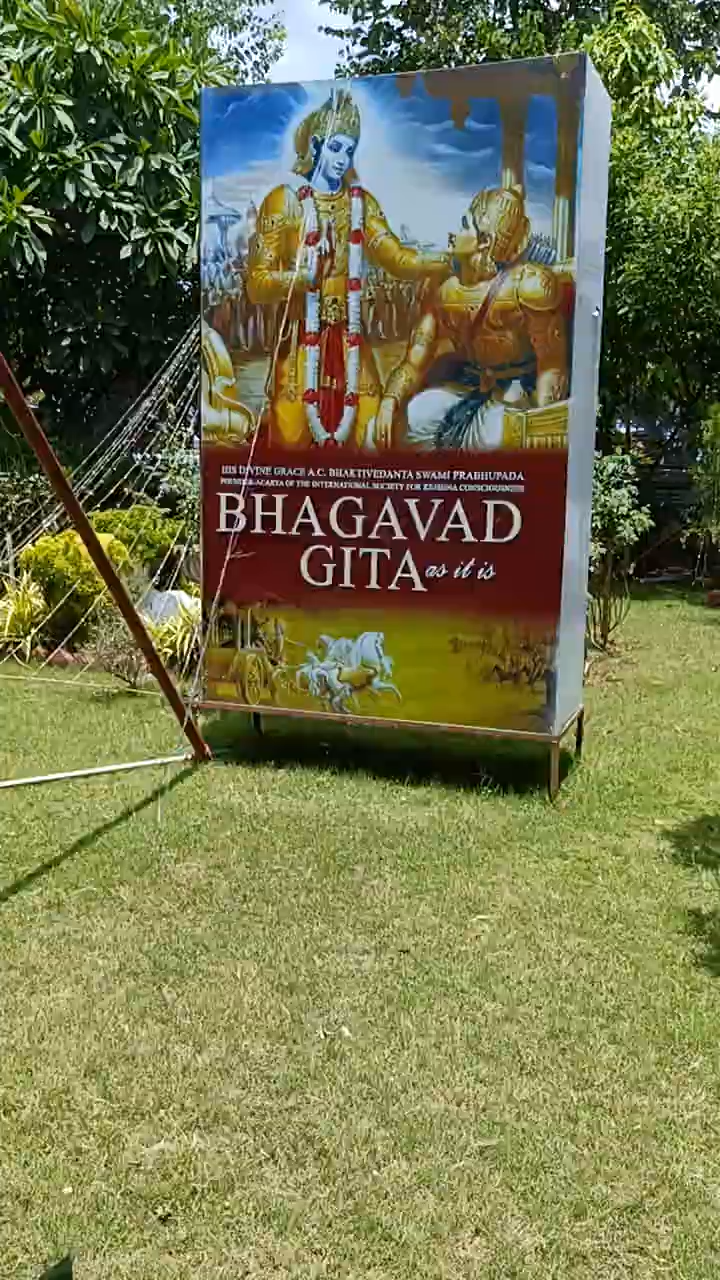 HIS DIVINE GRACE A.C. BHAKTIVEDANTA SWAMI PRABHUPADA
FOUNDER-ACARYA OF THE INTERNATIONAL SOCIETY FOR KRISHNA CONSCIOUSNESS
BHAGAVAD
GITA as it is